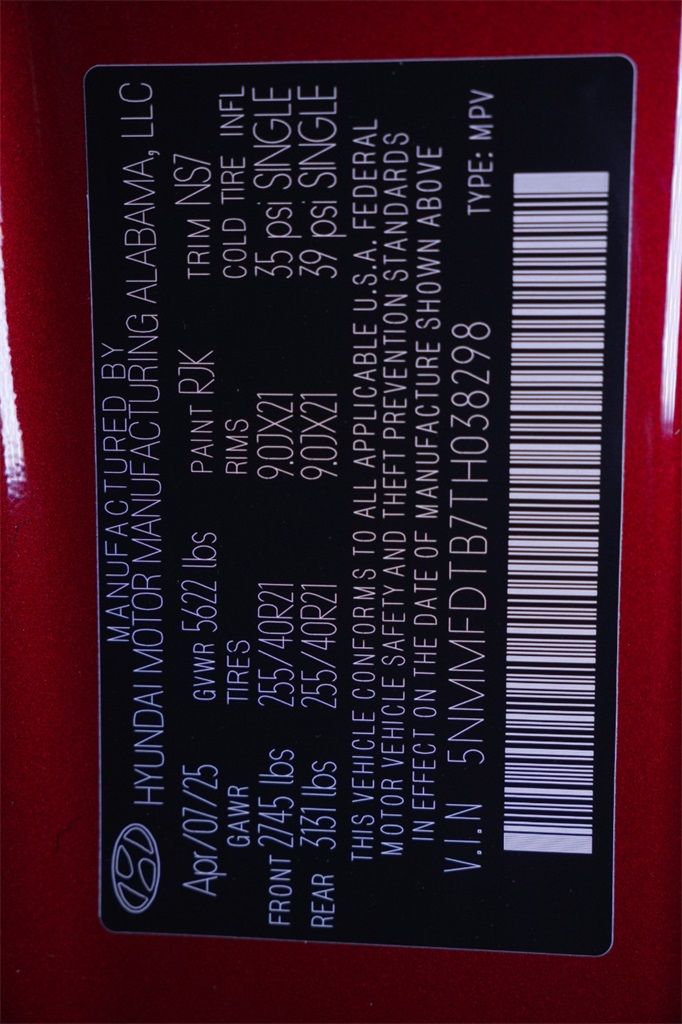 MANUFACTURED BY
HYUNDAI MOTOR MANUFACTURING ALABAMA, LLC
Apr/07/25 GVWR 5622 lbs PAINT RJK TRIM NS7
GAWR TIRES RIMS COLD TIRE INFL
FRONT 2745 lbs 255/40R21 9.0JX21 35 psi SINGLE
REAR 3131 lbs 255/40R21 9.0JX21 39 psi SINGLE
THIS VEHICLE CONFORMS TO ALL APPLICABLE U.S.A. FEDERAL
MOTOR VEHICLE SAFETY AND THEFT PREVENTION STANDARDS
IN EFFECT ON THE DATE OF MANUFACTURE SHOWN ABOVE
V.I.N 5NMMFDTB7TH038298 TYPE: MPV